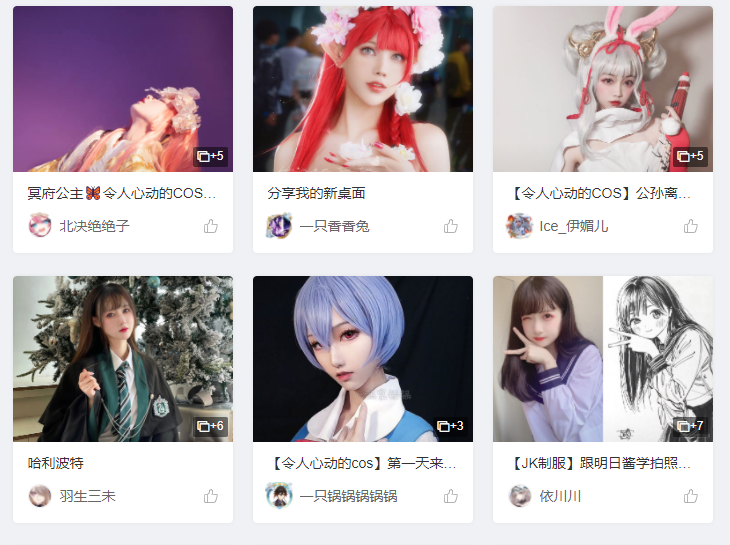 +5
+5
冥府公主🦋令人心动的COS…
分享我的新桌面
【令人心动的COS】公孙离…
北决绝绝子
一只香香兔
Ice_伊媚儿
+6
+3
+7
哈利波特
【令人心动的cos】第一天来…
【JK制服】跟明日酱学拍照…
羽生三未
一只锅锅锅锅锅
依川川